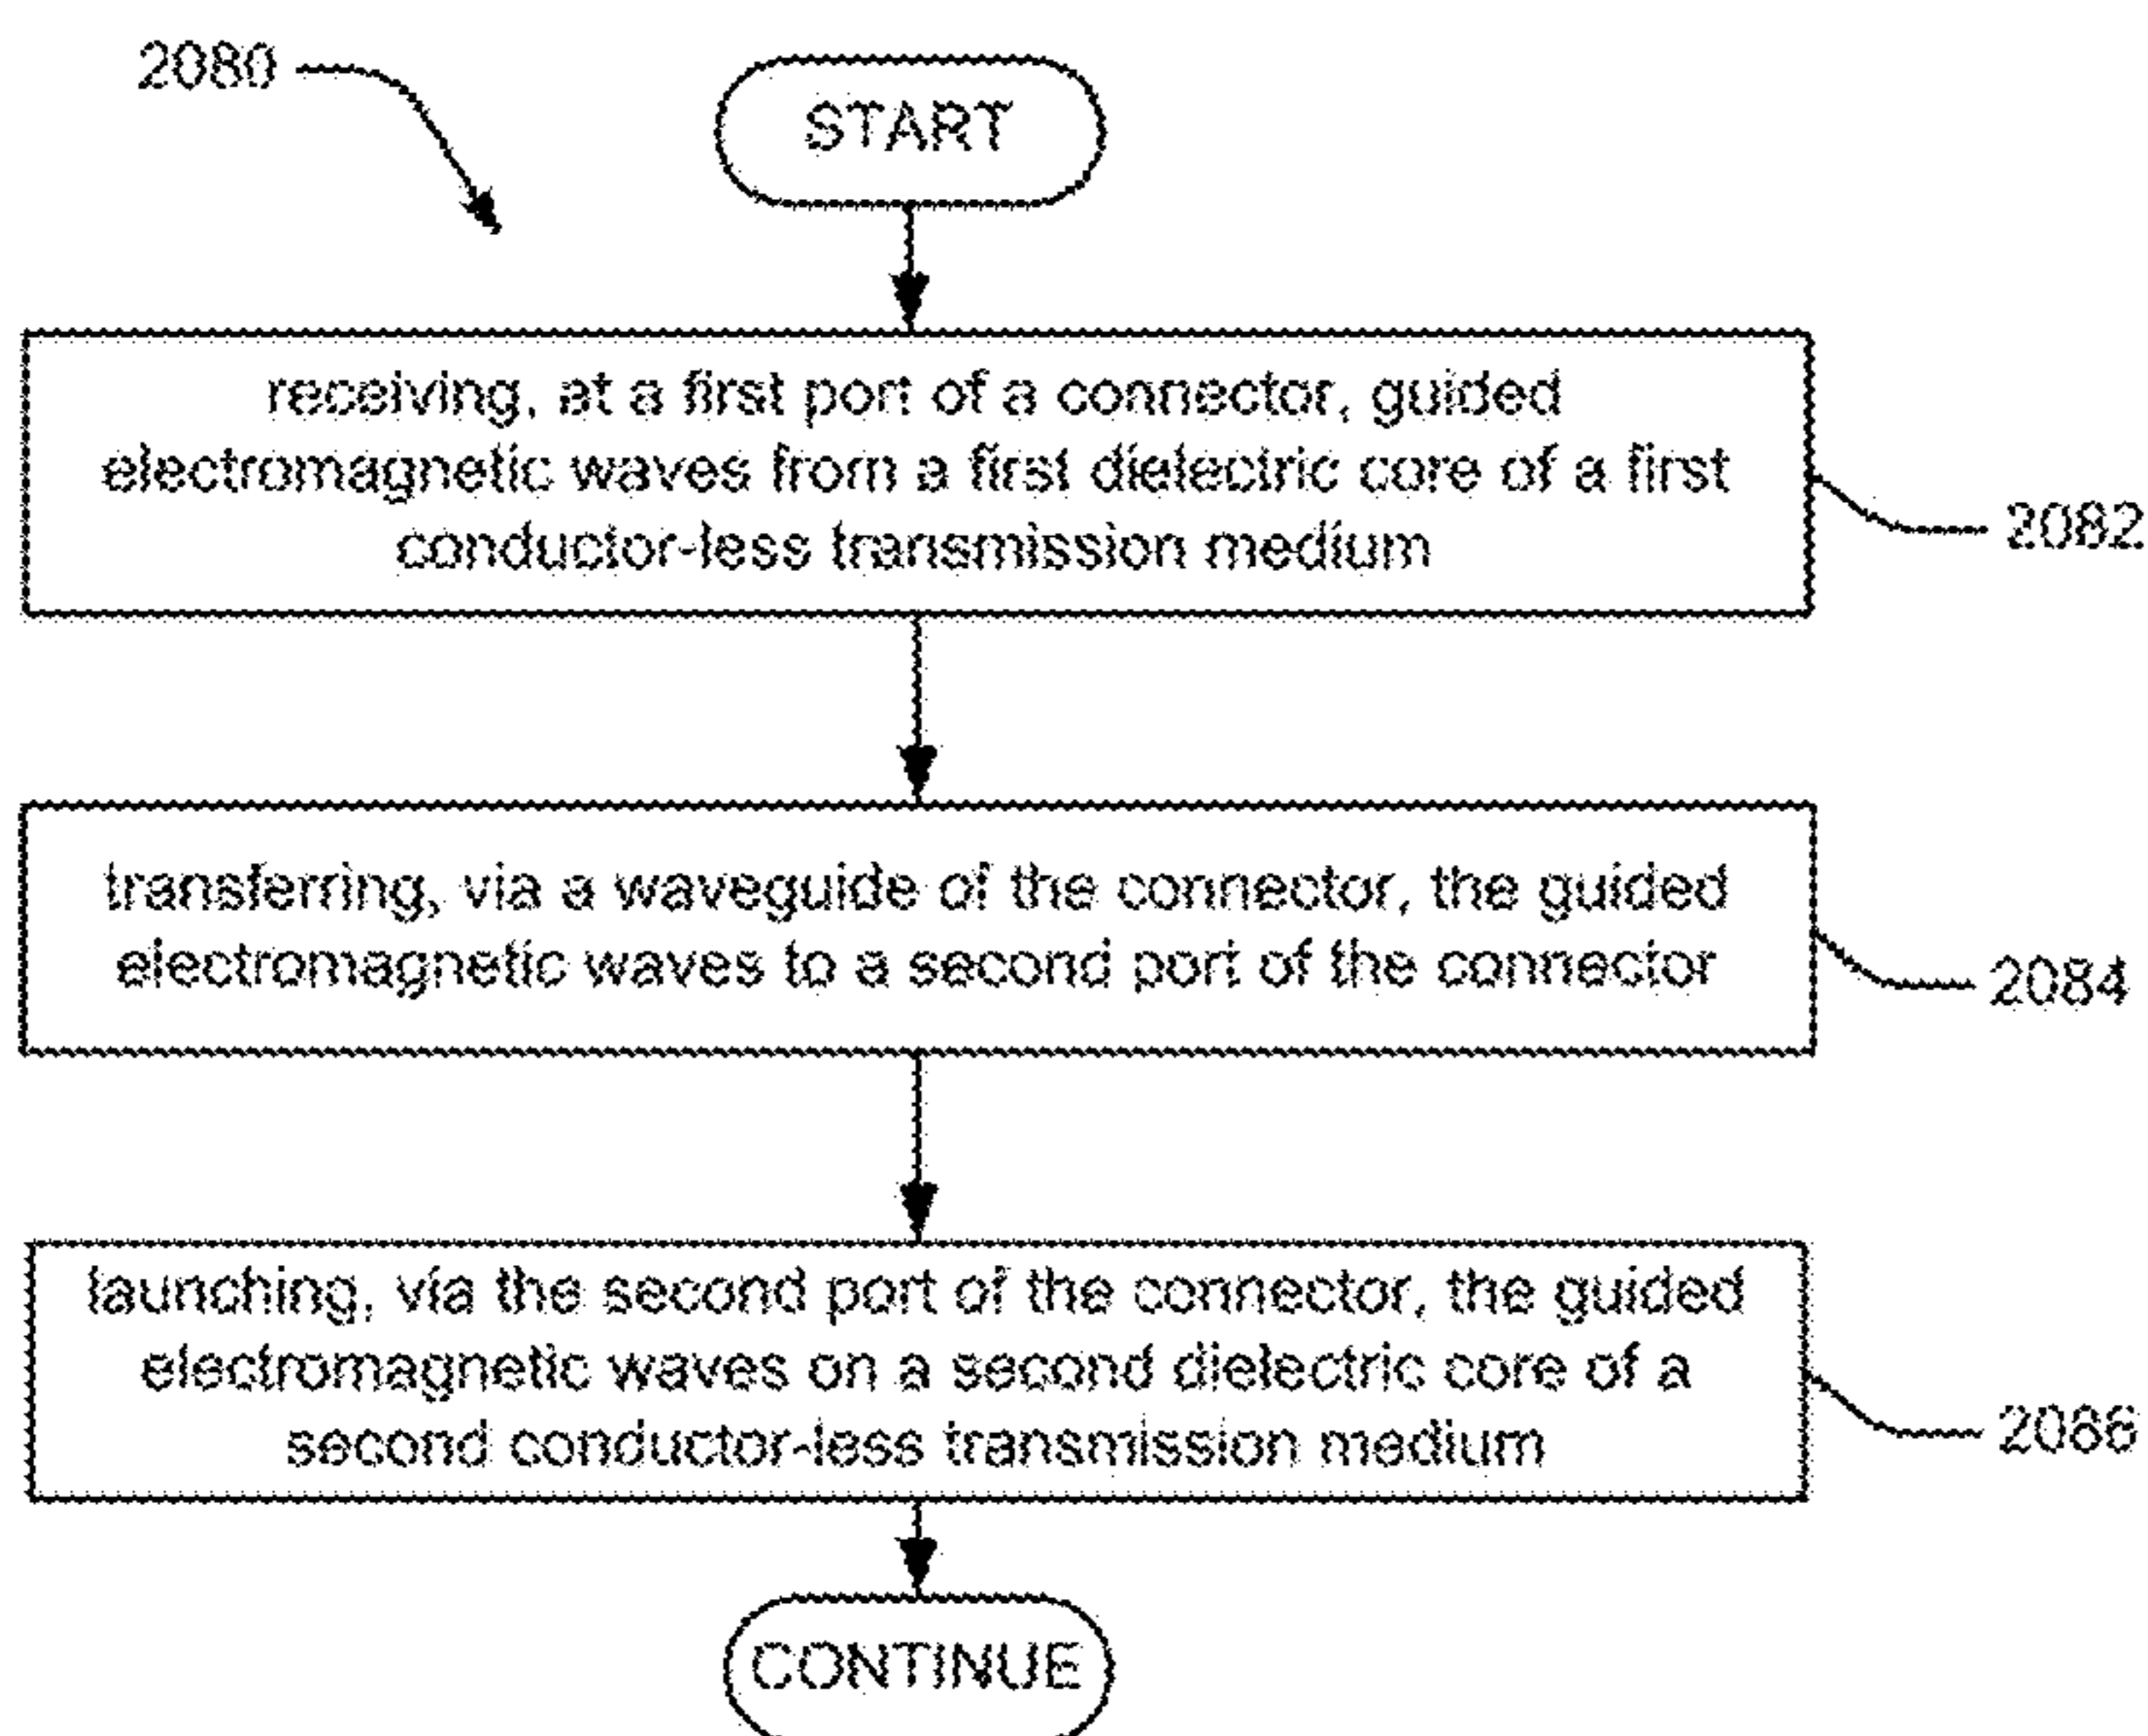 2080
START
receiving, at a first port of a connector, guided
electromagnetic waves from a first dielectric core of a first
conductor-less transmission medium
2082
transferring, via a waveguide of the connector, the guided
electromagnetic waves to a second port of the connector
2084
launching, via the second port of the connector, the guided
electromagnetic waves on a second dielectric core of a
second conductor-less transmission medium
2086
CONTINUE